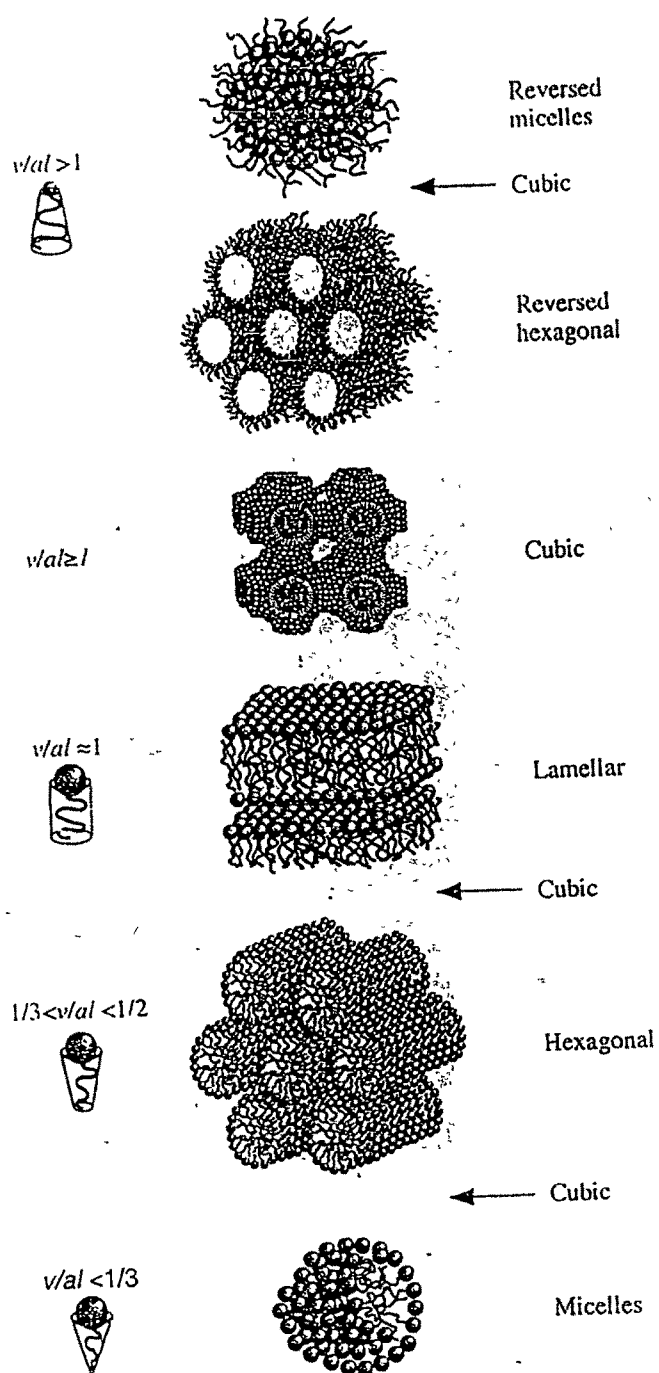 Reversed
micelles
v/al >1
Cubic
Reversed
hexagonal
v/al≥1
Cubic
v/al ≈1
Lamellar
Cubic
1/3<v/al <1/2
Hexagonal
Cubic
v/al <1/3
Micelles